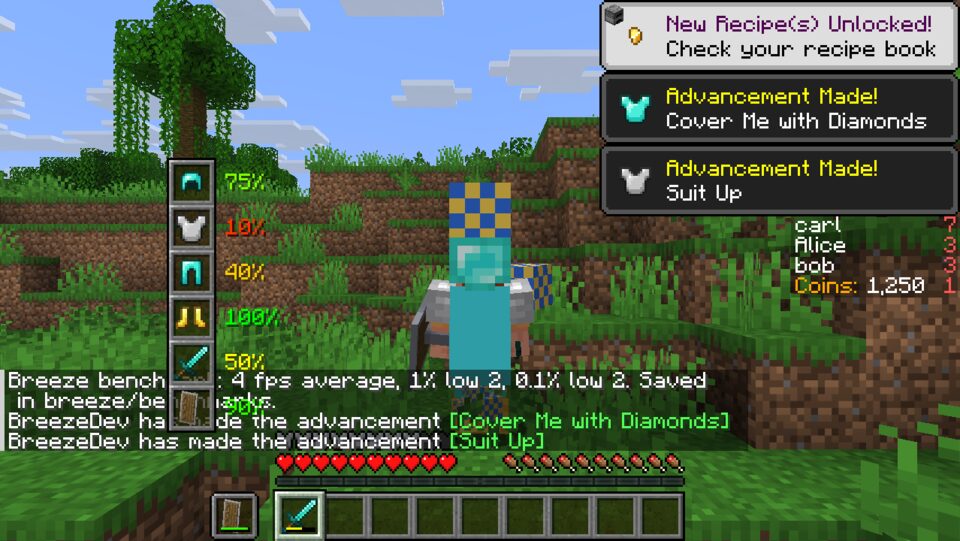 New Recipe(s) Unlocked!
Check your recipe book
Advancement Made!
Cover Me with Diamonds
Advancement Made!
Suit Up
carl 7
Alice 3
bob 3
Coins: 1,250 1
75%
10%
40%
100%
50%
90%
Breeze bench : 4 fps average, 1% low 2, 0.1% low 2. Saved
in breeze/be rks.
BreezeDev ha de the advancement [Cover Me with Diamonds]
BreezeDev has made the advancement [Suit Up]